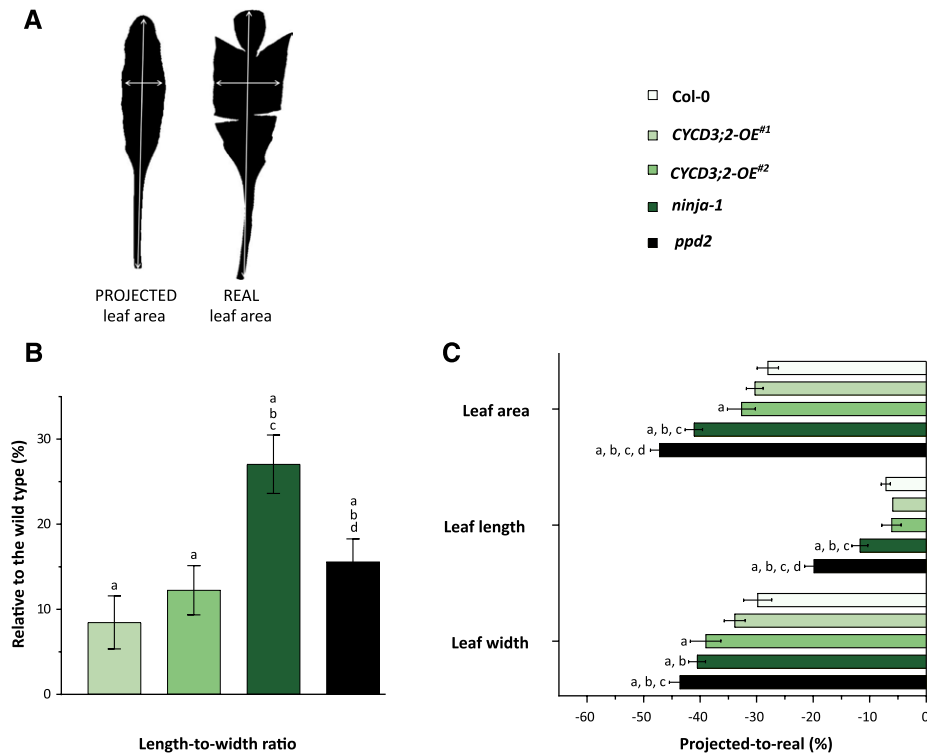 A
PROJECTED
leaf area
REAL
leaf area
Col-0
CYCD3;2-OE#1
CYCD3;2-OE#2
ninja-1
ppd2
B
Relative to the wild type (%)
30
20
10
0
a
a
a
b
c
a
b
d
Length-to-width ratio
C
Leaf area
a
a, b, c
a, b, c, d
Leaf length
a, b, c
a, b, c, d
Leaf width
a
a, b
a, b, c
-60 -50 -40 -30 -20 -10 0
Projected-to-real (%)